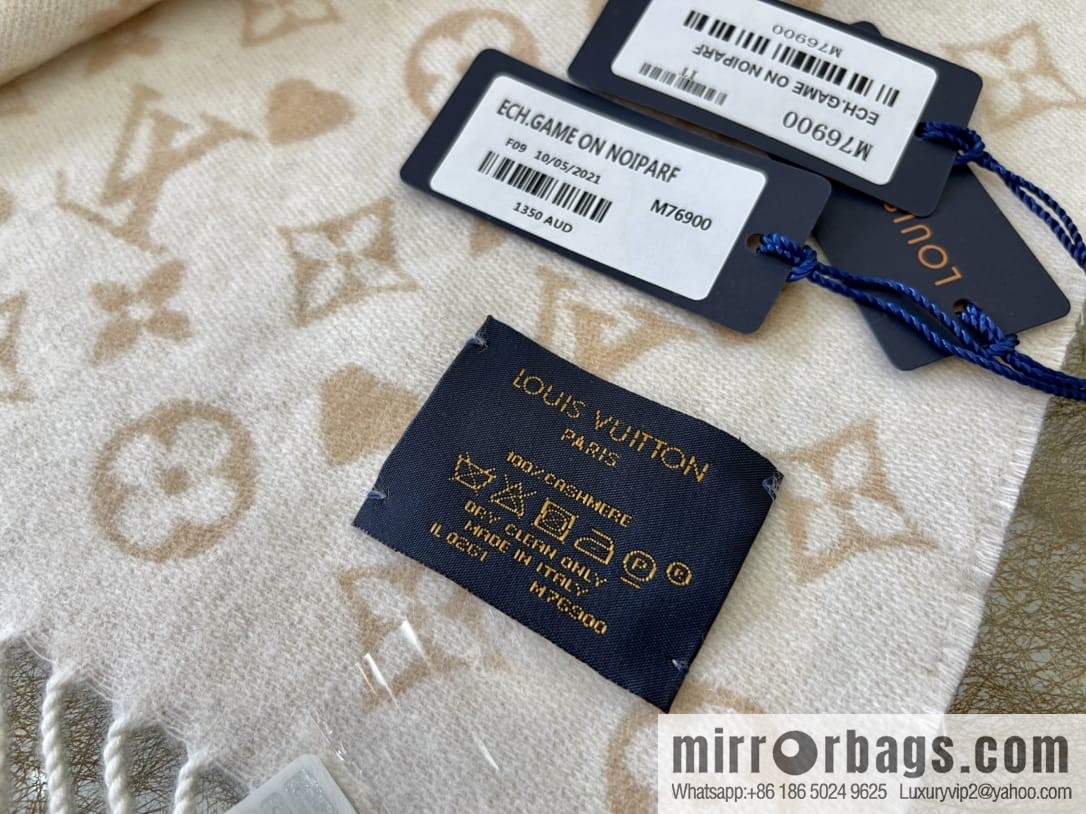 M76900
ECH.GAME ON NOIPARF
M76900
ECH.GAME ON NOIPARF
F09 10/05/2021
M76900
1350 AUD
LOUIS
LOUIS VUITTON
PARIS
100%CASHMERE
P R
DRY CLEAN ONLY
MADE IN ITALY
IL 0261
M76900
mirrorbags.com
Whatsapp:+86 186 5024 9625 Luxuryvip2@yahoo.com